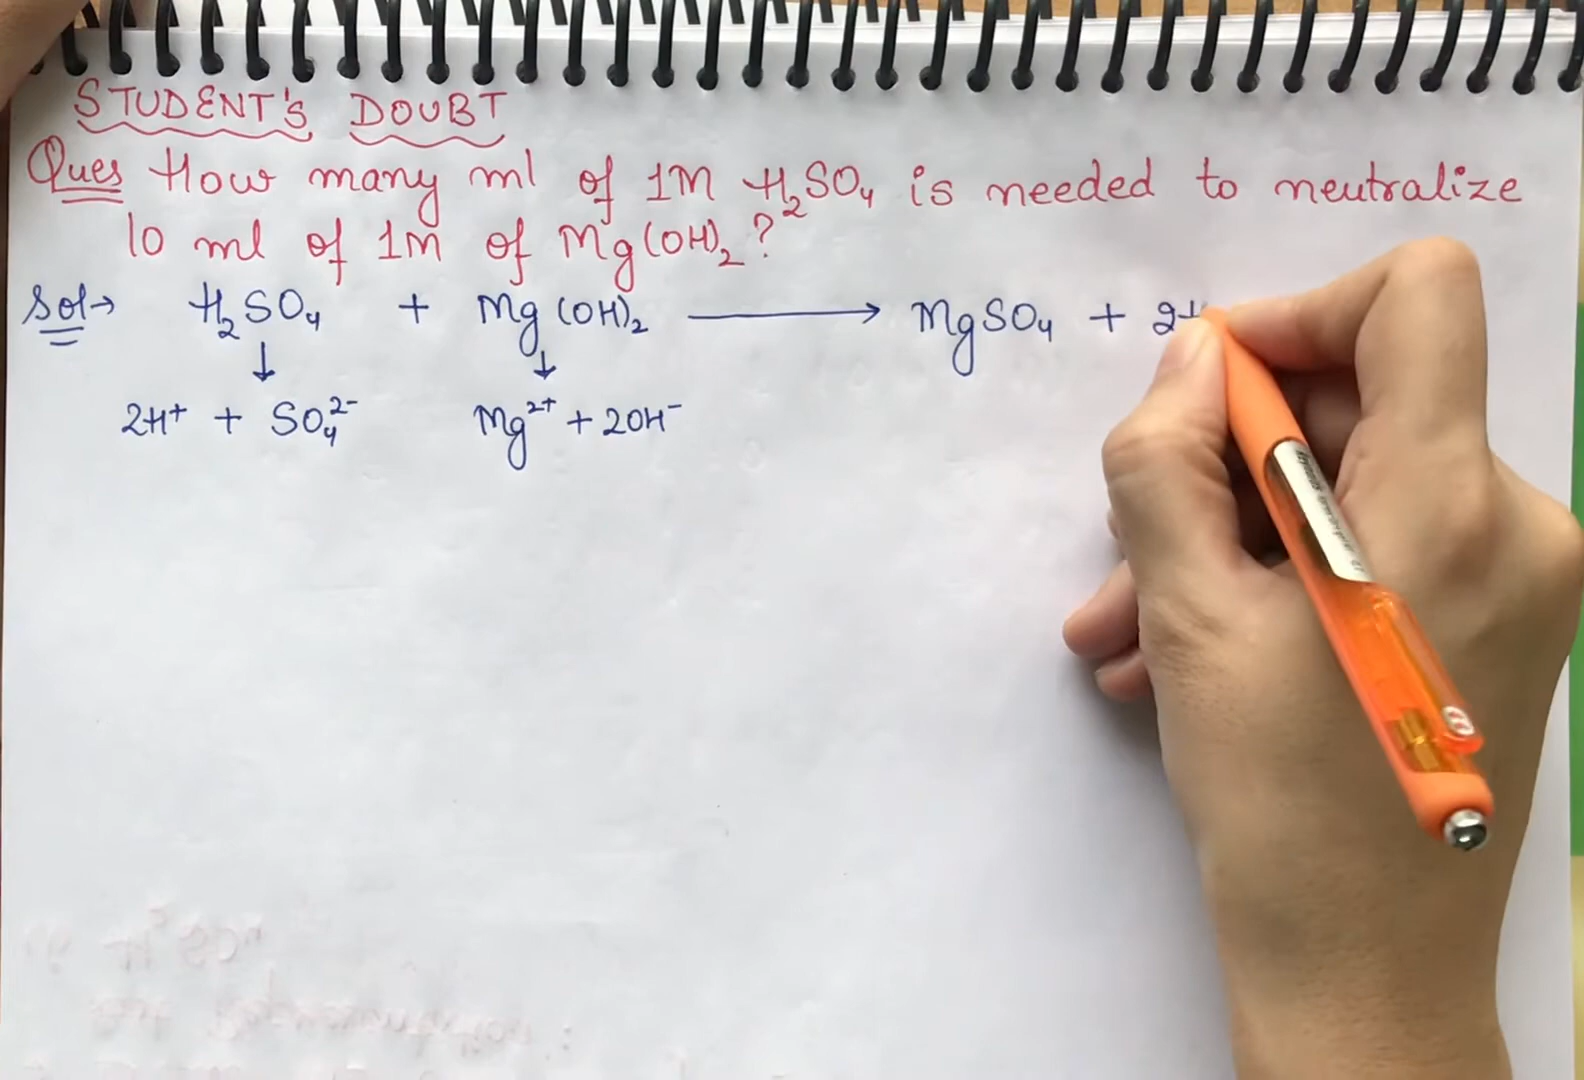 STUDENT'S DOUBT
Ques How many ml of 1M H₂SO₄ is needed to neutralize
10 ml of 1M of Mg(OH)₂?
Sol→ H₂SO₄ + Mg(OH)₂ ⟶ MgSO₄ + 2
↓ ↓
2H⁺ + SO₄²⁻ Mg²⁺ + 2OH⁻